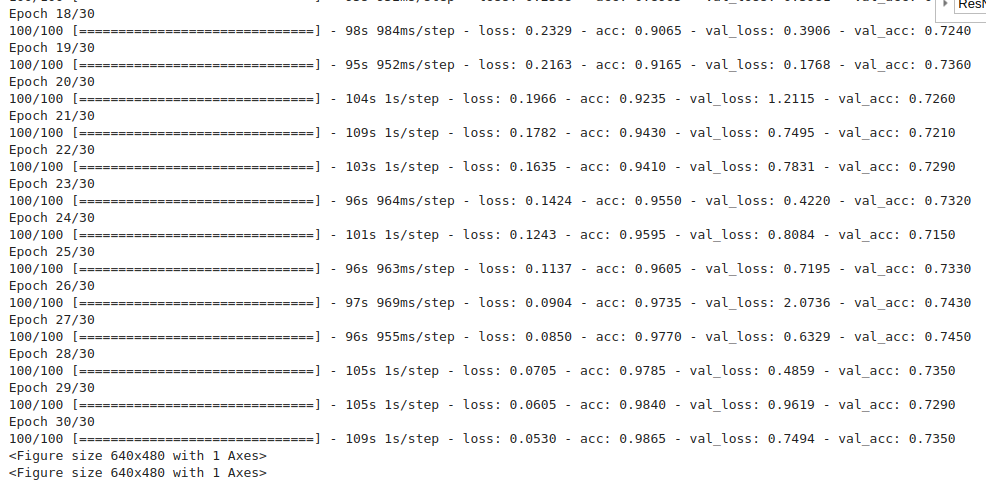 Epoch 18/30
100/100 [==============================] - 98s 984ms/step - loss: 0.2329 - acc: 0.9065 - val_loss: 0.3906 - val_acc: 0.7240
Epoch 19/30
100/100 [==============================] - 95s 952ms/step - loss: 0.2163 - acc: 0.9165 - val_loss: 0.1768 - val_acc: 0.7360
Epoch 20/30
100/100 [==============================] - 104s 1s/step - loss: 0.1966 - acc: 0.9235 - val_loss: 1.2115 - val_acc: 0.7260
Epoch 21/30
100/100 [==============================] - 109s 1s/step - loss: 0.1782 - acc: 0.9430 - val_loss: 0.7495 - val_acc: 0.7210
Epoch 22/30
100/100 [==============================] - 103s 1s/step - loss: 0.1635 - acc: 0.9410 - val_loss: 0.7831 - val_acc: 0.7290
Epoch 23/30
100/100 [==============================] - 96s 964ms/step - loss: 0.1424 - acc: 0.9550 - val_loss: 0.4220 - val_acc: 0.7320
Epoch 24/30
100/100 [==============================] - 101s 1s/step - loss: 0.1243 - acc: 0.9595 - val_loss: 0.8084 - val_acc: 0.7150
Epoch 25/30
100/100 [==============================] - 96s 963ms/step - loss: 0.1137 - acc: 0.9605 - val_loss: 0.7195 - val_acc: 0.7330
Epoch 26/30
100/100 [==============================] - 97s 969ms/step - loss: 0.0904 - acc: 0.9735 - val_loss: 2.0736 - val_acc: 0.7430
Epoch 27/30
100/100 [==============================] - 96s 955ms/step - loss: 0.0850 - acc: 0.9770 - val_loss: 0.6329 - val_acc: 0.7450
Epoch 28/30
100/100 [==============================] - 105s 1s/step - loss: 0.0705 - acc: 0.9785 - val_loss: 0.4859 - val_acc: 0.7350
Epoch 29/30
100/100 [==============================] - 105s 1s/step - loss: 0.0605 - acc: 0.9840 - val_loss: 0.9619 - val_acc: 0.7290
Epoch 30/30
100/100 [==============================] - 109s 1s/step - loss: 0.0530 - acc: 0.9865 - val_loss: 0.7494 - val_acc: 0.7350
<Figure size 640x480 with 1 Axes>
<Figure size 640x480 with 1 Axes>